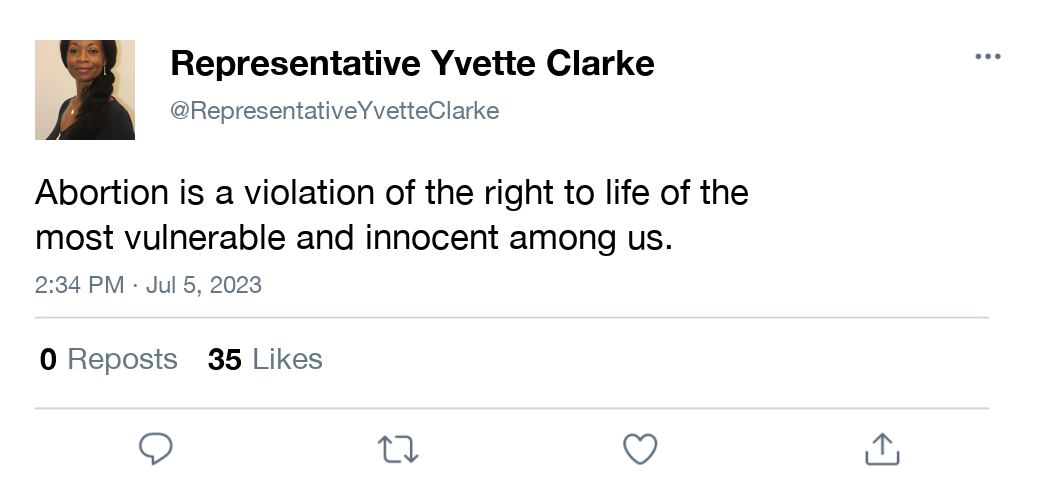 Representative Yvette Clarke
@RepresentativeYvetteClarke
Abortion is a violation of the right to life of the
most vulnerable and innocent among us.
2:34 PM · Jul 5, 2023
0 Reposts 35 Likes